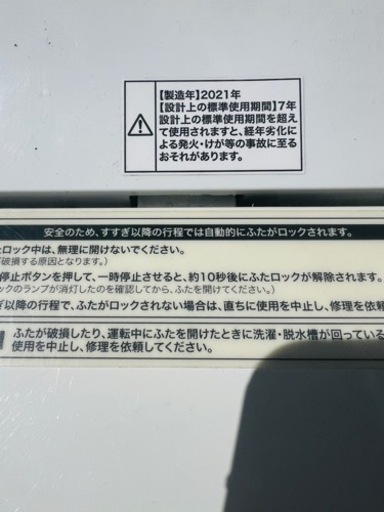 【製造年】2021年
【設計上の標準使用期間】7年
設計上の標準使用期間を超え
て使用されますと、経年劣化に
よる発火・けが等の事故に至る
おそれがあります。
安全のため、すすぎ以降の行程では自動的にふたがロックされます。
たロック中は、無理に開けないでください。
が破損する原因となります。）
停止ボタンを押して、一時停止させると、約10秒後にふたロックが解除されます。
ックのランプが消灯したのを確認してから、ふたを開けてください。）
ぎ以降の行程で、ふたがロックされない場合は、直ちに使用を中止し、修理を依頼
ふたが破損したり、運転中にふたを開けたときに洗濯・脱水槽が回っている
使用を中止し、修理を依頼してください。